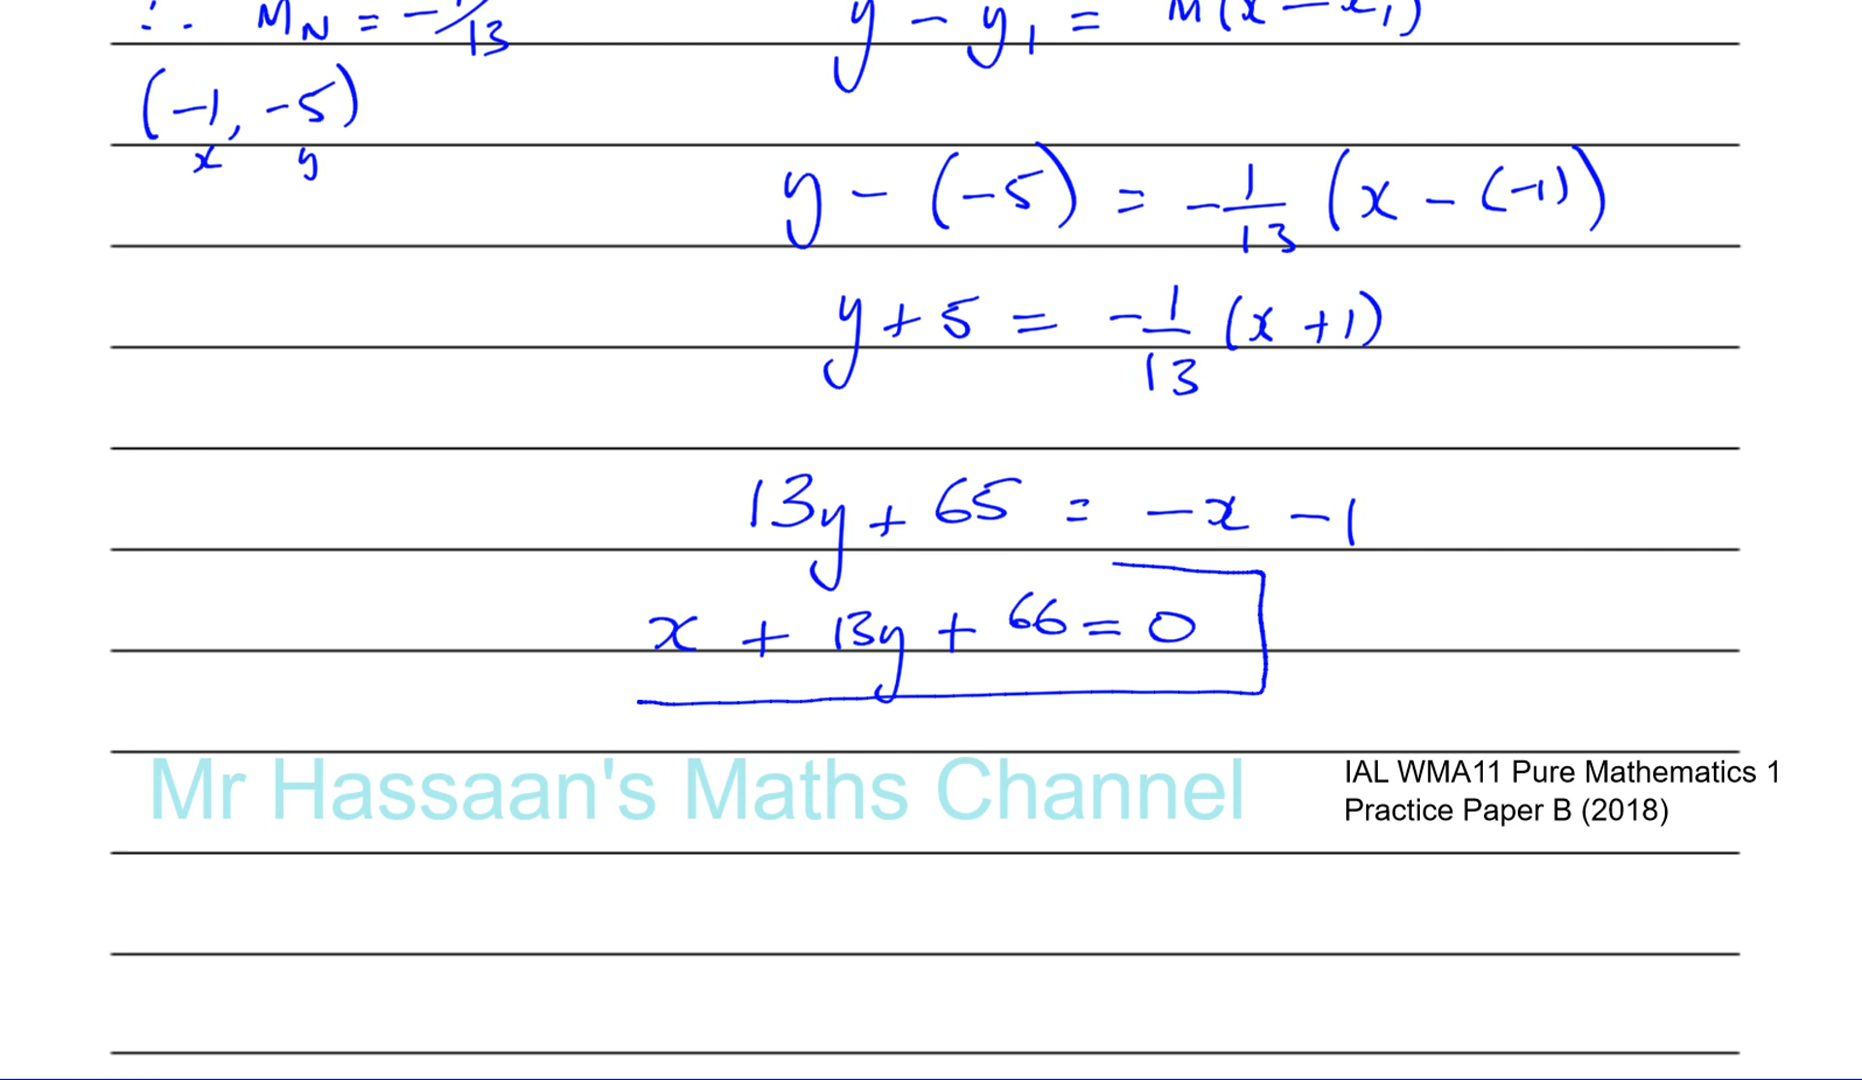 ∴ M_N = -1/13
y - y₁ = m(x - x₁)
(-1, -5)
x y
y - (-5) = -1/13 (x - (-1))
y + 5 = -1/13 (x + 1)
13y + 65 = -x - 1
x + 13y + 66 = 0
Mr Hassaan's Maths Channel
IAL WMA11 Pure Mathematics 1
Practice Paper B (2018)